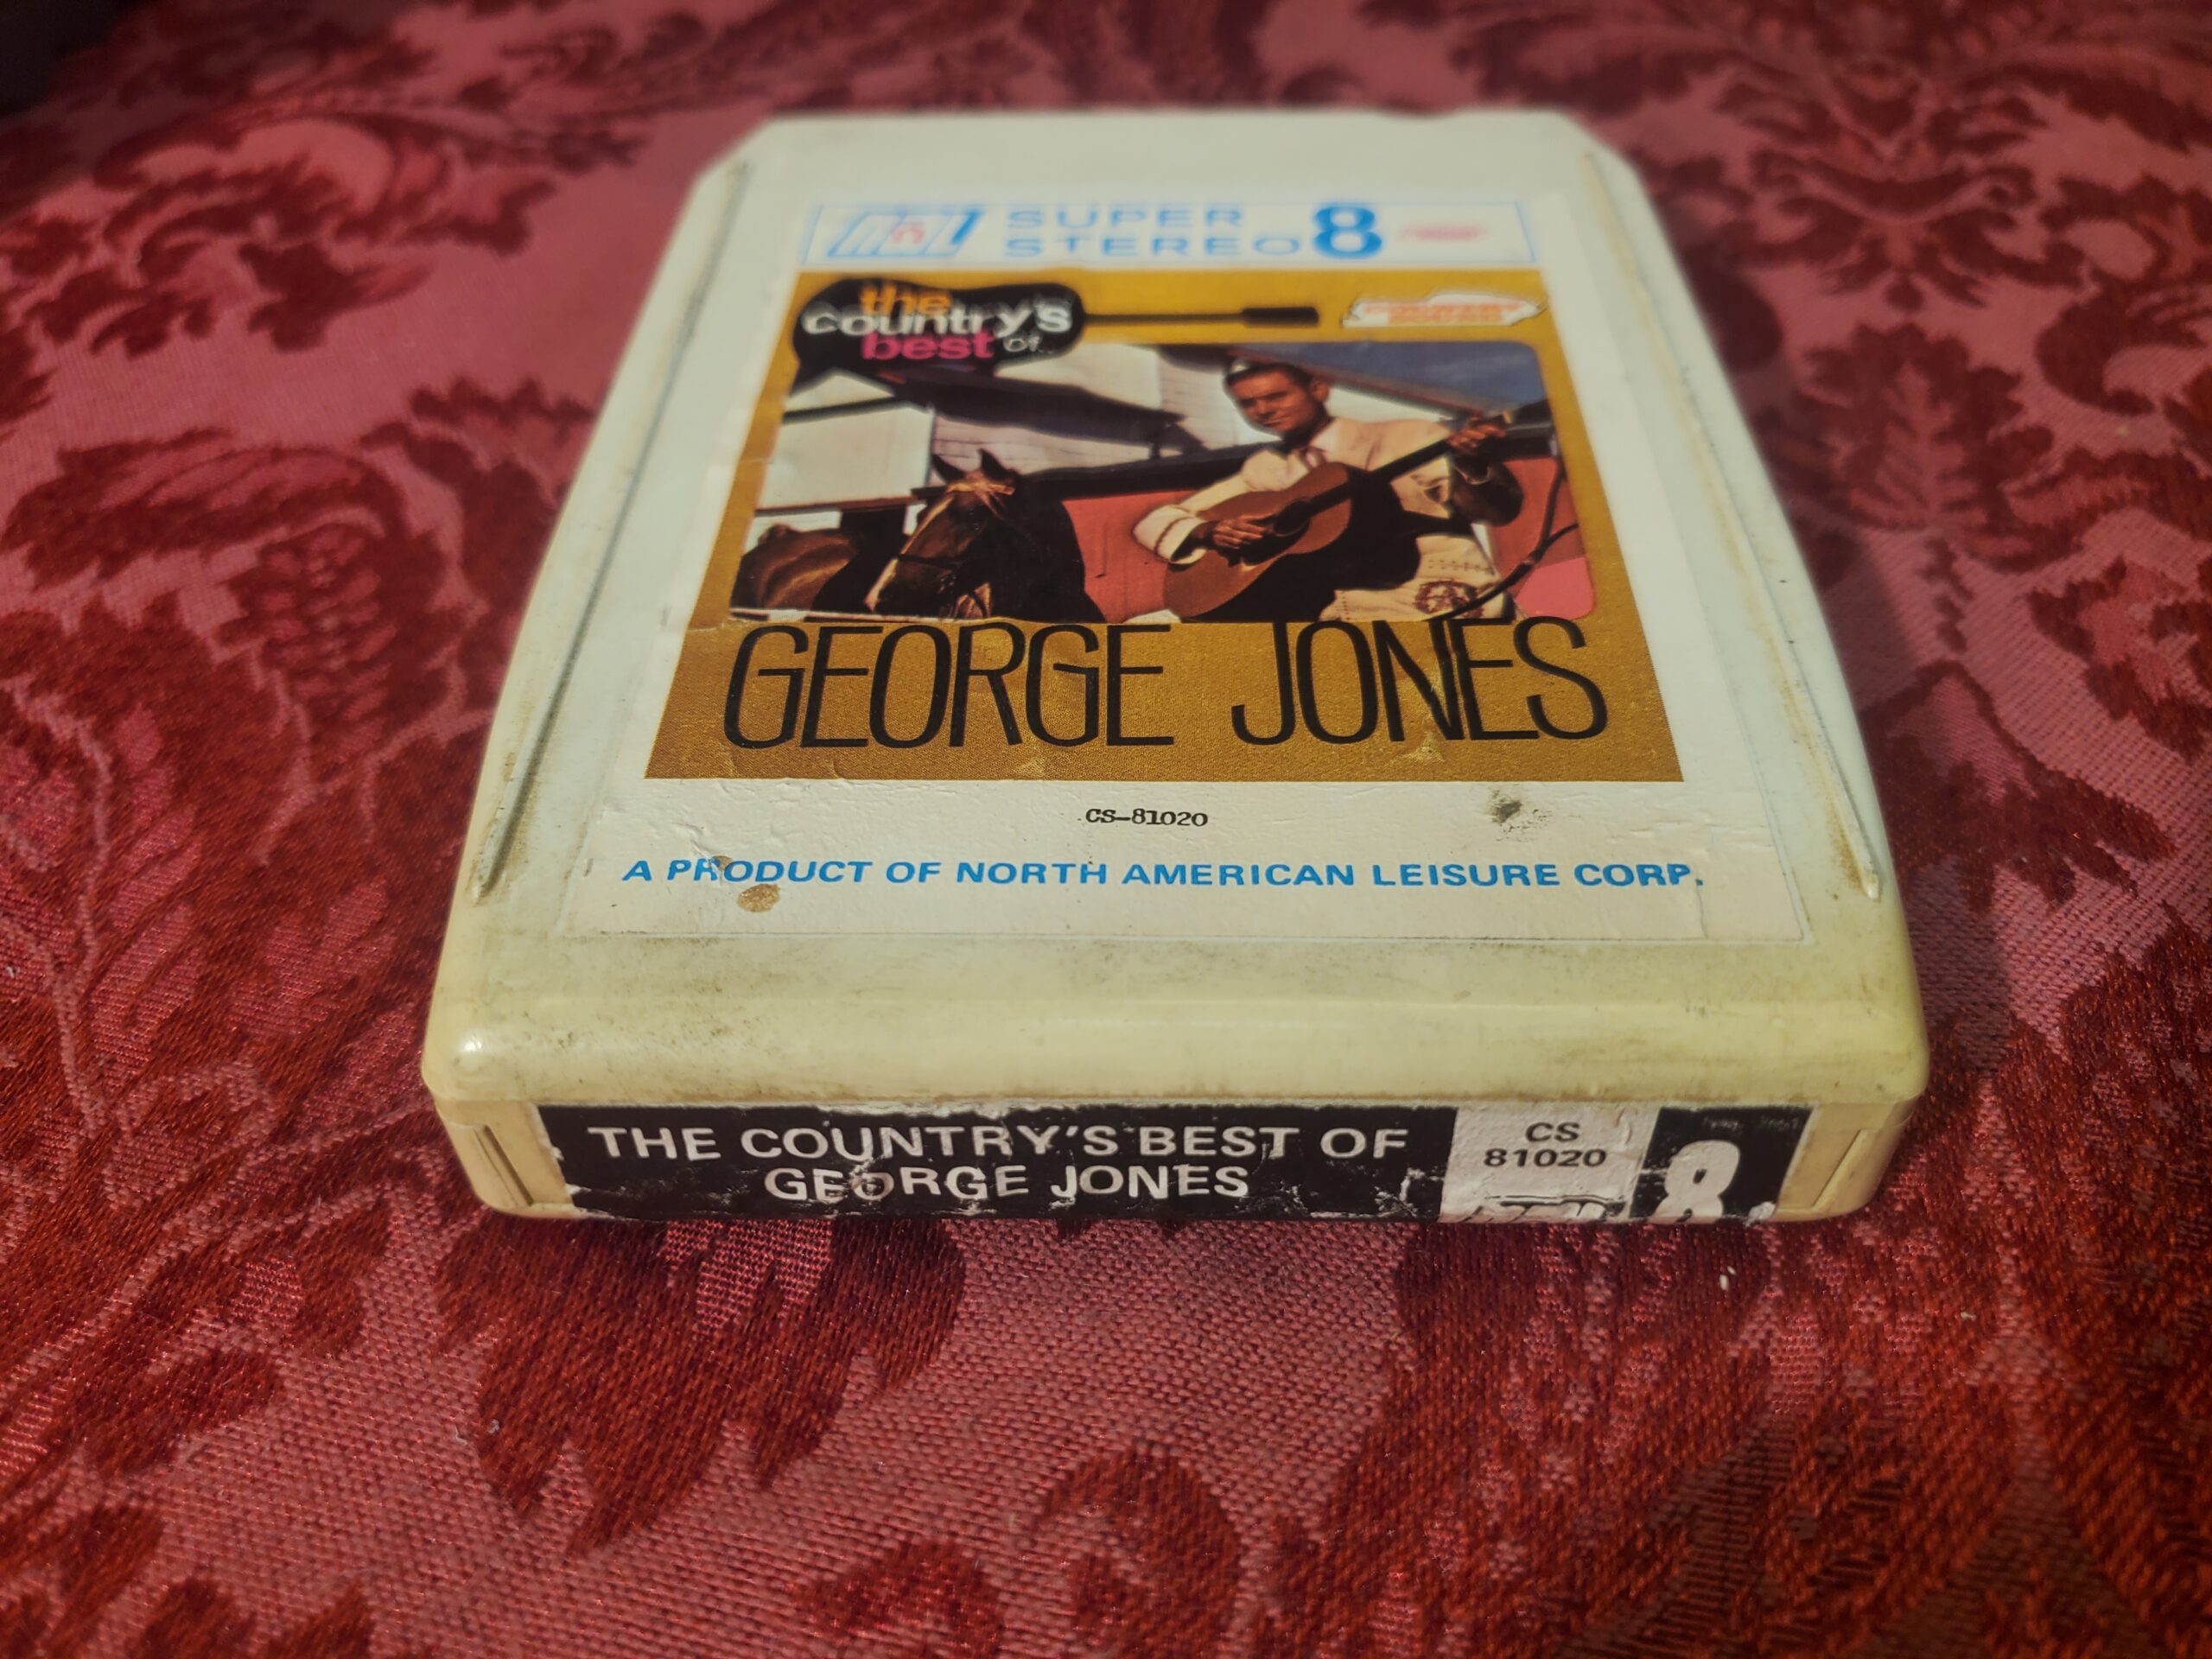 SUPER
STEREO 8
the
country's
best of..
GEORGE JONES
CS-81020
A PRODUCT OF NORTH AMERICAN LEISURE CORP.
THE COUNTRY'S BEST OF
GEORGE JONES
CS
81020
8